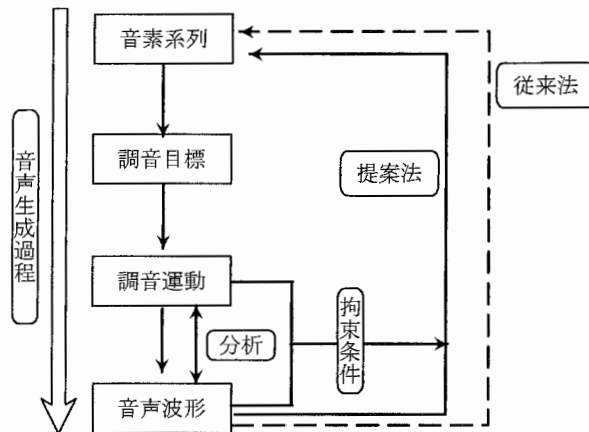 音素系列
従来法
調音目標
提案法
音声生成過程
調音運動
分析
拘束条件
音声波形